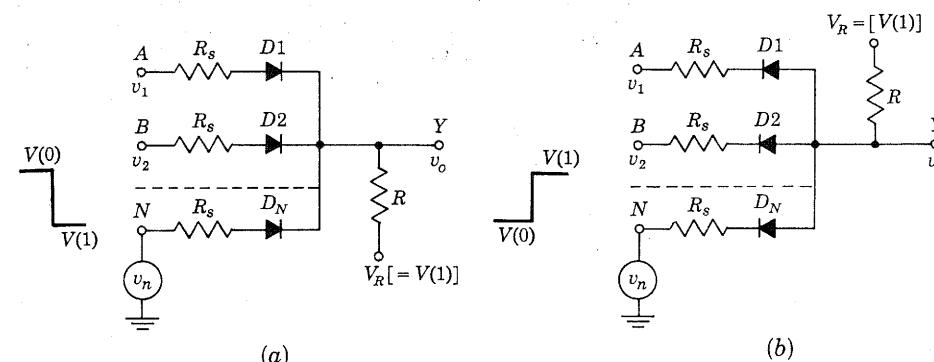 A R_s D1
v_1
B R_s D2 Y
v_2 v_o
V(0)
V(1)
N R_s D_N
R
v_n
V_R[ = V(1)]
(a)
V_R = [V(1)]
A R_s D1
v_1
R
B R_s D2
v_2
V(1)
V(0)
N R_s D_N
v_n
(b)